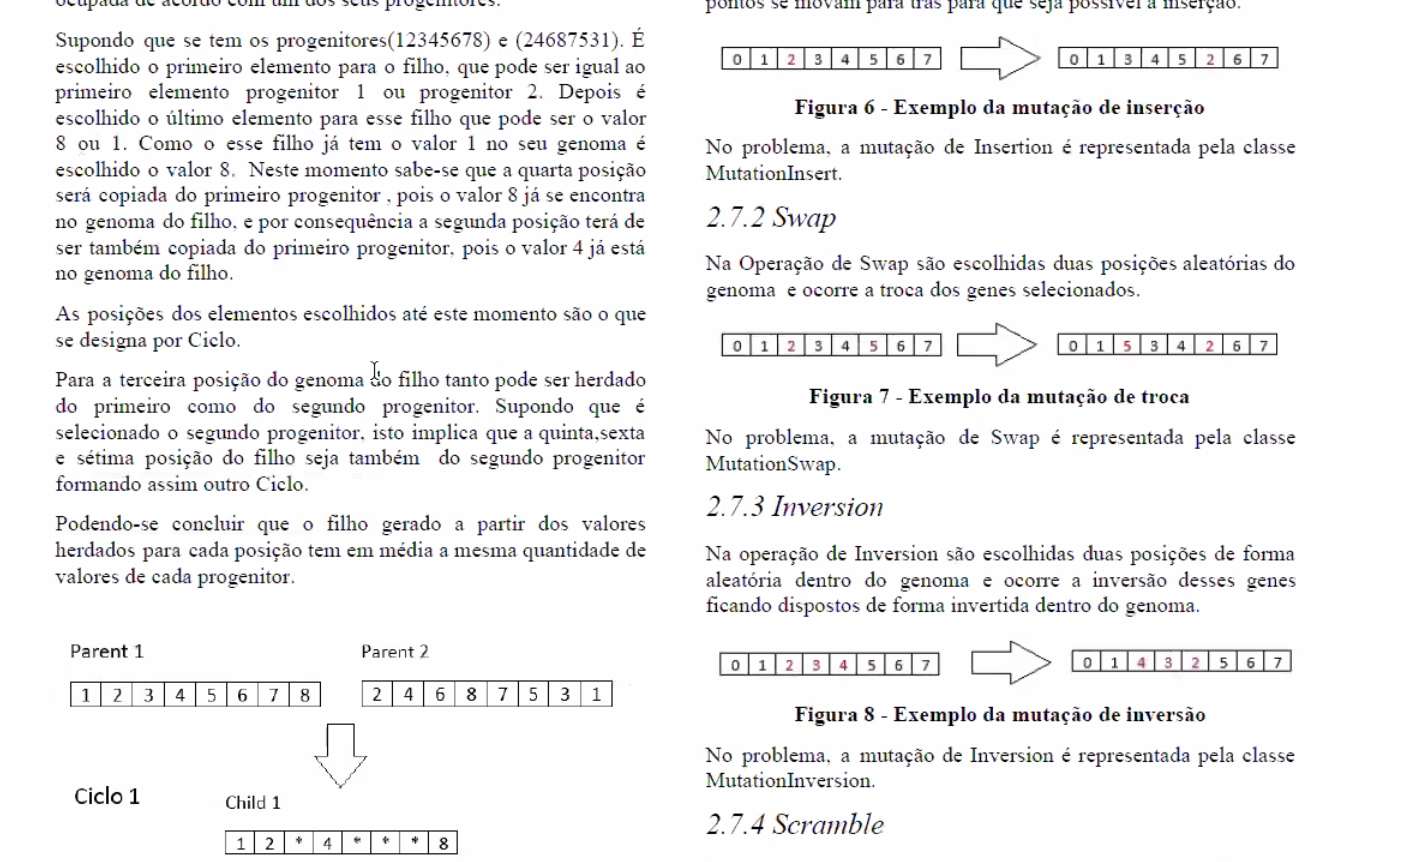 ocupada de acordo com um dos seus progenitores.
Supondo que se tem os progenitores(12345678) e (24687531). É
escolhido o primeiro elemento para o filho, que pode ser igual ao
primeiro elemento progenitor 1 ou progenitor 2. Depois é
escolhido o último elemento para esse filho que pode ser o valor
8 ou 1. Como o esse filho já tem o valor 1 no seu genoma é
escolhido o valor 8. Neste momento sabe-se que a quarta posição
será copiada do primeiro progenitor , pois o valor 8 já se encontra
no genoma do filho, e por consequência a segunda posição terá de
ser também copiada do primeiro progenitor, pois o valor 4 já está
no genoma do filho.
As posições dos elementos escolhidos até este momento são o que
se designa por Ciclo.
Para a terceira posição do genoma do filho tanto pode ser herdado
do primeiro como do segundo progenitor. Supondo que é
selecionado o segundo progenitor, isto implica que a quinta,sexta
e sétima posição do filho seja também do segundo progenitor
formando assim outro Ciclo.
Podendo-se concluir que o filho gerado a partir dos valores
herdados para cada posição tem em média a mesma quantidade de
valores de cada progenitor.
Parent 1 Parent 2
1 2 3 4 5 6 7 8 2 4 6 8 7 5 3 1
Ciclo 1
Child 1
1 2 * 4 * * * 8
pontos se movam para trás para que seja possível a inserção.
0 1 2 3 4 5 6 7 0 1 3 4 5 2 6 7
Figura 6 - Exemplo da mutação de inserção
No problema, a mutação de Insertion é representada pela classe
MutationInsert.
2.7.2 Swap
Na Operação de Swap são escolhidas duas posições aleatórias do
genoma e ocorre a troca dos genes selecionados.
0 1 2 3 4 5 6 7 0 1 5 3 4 2 6 7
Figura 7 - Exemplo da mutação de troca
No problema, a mutação de Swap é representada pela classe
MutationSwap.
2.7.3 Inversion
Na operação de Inversion são escolhidas duas posições de forma
aleatória dentro do genoma e ocorre a inversão desses genes
ficando dispostos de forma invertida dentro do genoma.
0 1 2 3 4 5 6 7 0 1 4 3 2 5 6 7
Figura 8 - Exemplo da mutação de inversão
No problema, a mutação de Inversion é representada pela classe
MutationInversion.
2.7.4 Scramble